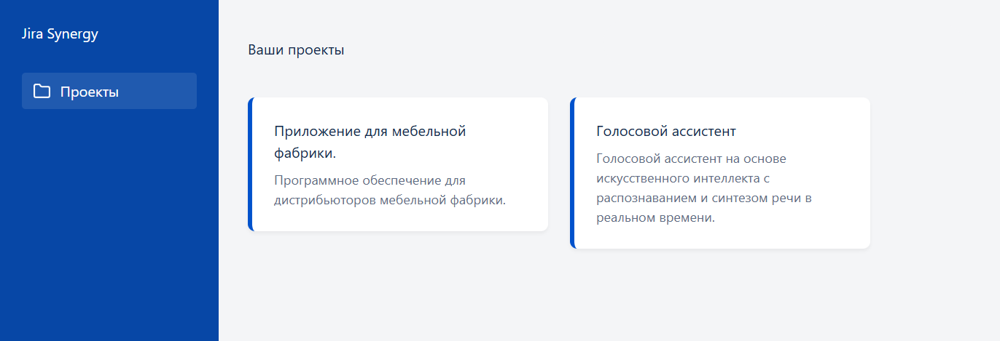 Jira Synergy
Проекты
Ваши проекты
Приложение для мебельной
фабрики.
Программное обеспечение для
дистрибьюторов мебельной фабрики.
Голосовой ассистент
Голосовой ассистент на основе
искусственного интеллекта с
распознаванием и синтезом речи в
реальном времени.